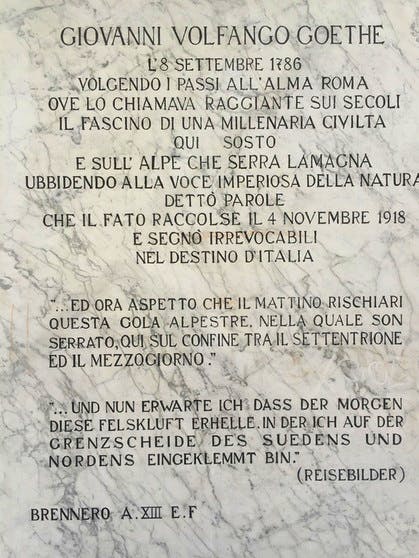 GIOVANNI VOLFANGO GOETHE
L'8 SETTEMBRE 1786
VOLGENDO I PASSI ALL'ALMA ROMA
OVE LO CHIAMAVA RAGGIANTE SUI SECOLI
IL FASCINO DI UNA MILLENARIA CIVILTA
QUI SOSTO
E SULL'ALPE CHE SERRA LAMAGNA
UBBIDENDO ALLA VOCE IMPERIOSA DELLA NATURA
DETTÒ PAROLE
CHE IL FATO RACCOLSE IL 4 NOVEMBRE 1918
E SEGNÒ IRREVOCABILI
NEL DESTINO D'ITALIA
"...ED ORA ASPETTO CHE IL MATTINO RISCHIARI
QUESTA GOLA ALPESTRE, NELLA QUALE SON
SERRATO, QUI SUL CONFINE TRA IL SETTENTRIONE
ED IL MEZZOGIORNO."
"...UND NUN ERWARTE ICH DASS DER MORGEN
DIESE FELSKLUFT ERHELLE, IN DER ICH AUF DER
GRENZSCHEIDE DES SUEDENS UND
NORDENS EINGEKLEMMT BIN."
(REISEBILDER)
BRENNERO A. XIII E.F